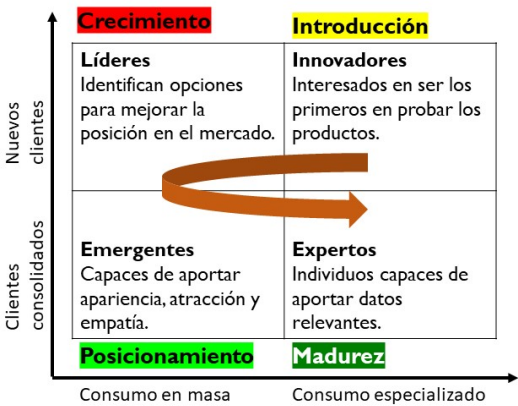 Crecimiento
Introducción
Nuevos
clientes
Líderes
Identifican opciones
para mejorar la
posición en el mercado.
Innovadores
Interesados en ser los
primeros en probar los
productos.
Clientes
consolidados
Emergentes
Capaces de aportar
apariencia, atracción y
empatía.
Expertos
Individuos capaces de
aportar datos
relevantes.
Posicionamiento
Madurez
Consumo en masa
Consumo especializado